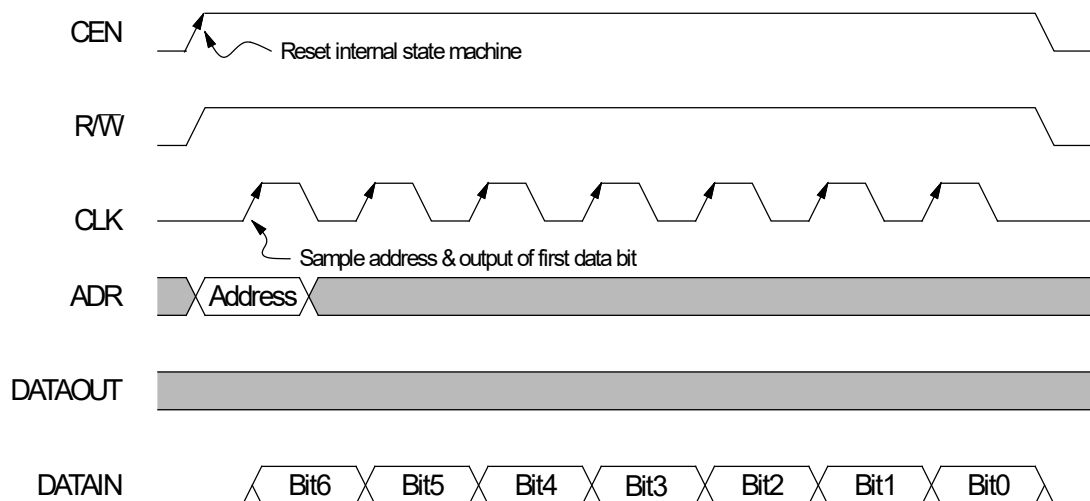 CEN
Reset internal state machine
R/W̅
CLK
Sample address & output of first data bit
ADR
Address
DATAOUT
DATAIN
Bit6 Bit5 Bit4 Bit3 Bit2 Bit1 Bit0